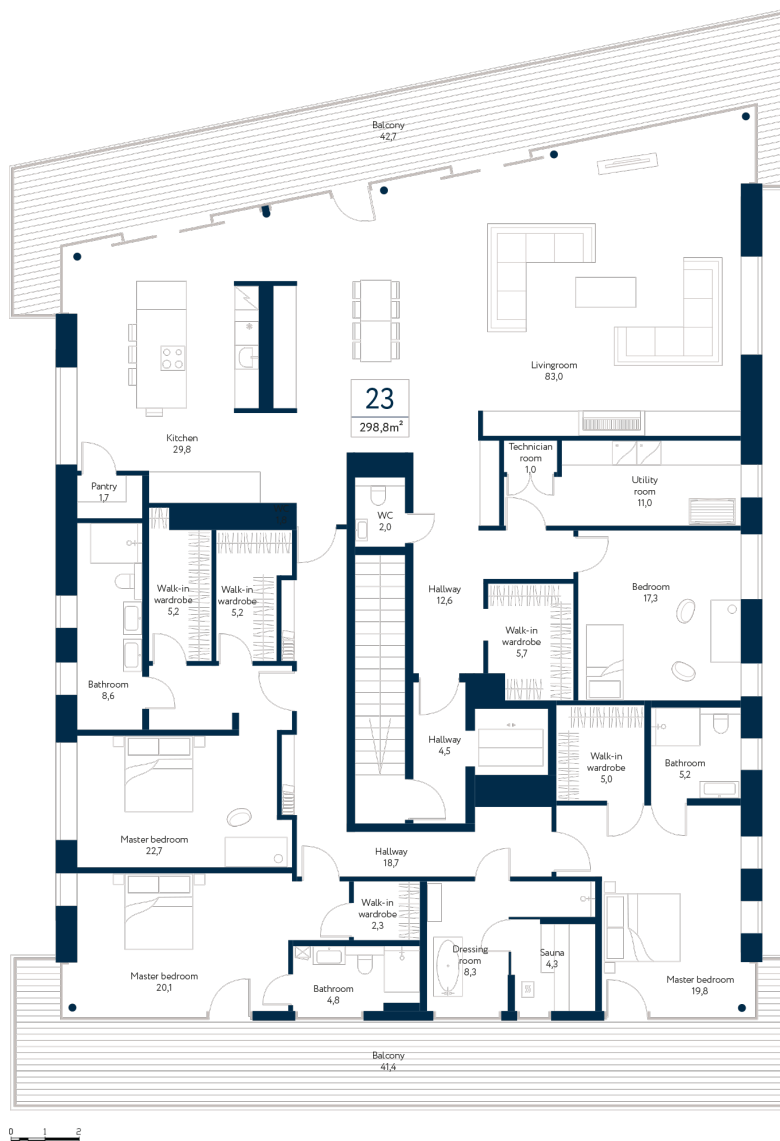 Balcony
42,7
Livingroom
83,0
23
298,8m²
Kitchen
29,8
Technician
room
1,0
Pantry
1,7
Utility
room
11,0
WC
2,0
Walk-in
wardrobe
5,2
Walk-in
wardrobe
5,2
Hallway
12,6
Bedroom
17,3
Walk-in
wardrobe
5,7
Bathroom
8,6
Hallway
4,5
Walk-in
wardrobe
5,0
Bathroom
5,2
Master bedroom
22,7
Hallway
18,7
Walk-in
wardrobe
2,3
Dressing
room
8,3
Sauna
4,3
Master bedroom
20,1
Bathroom
4,8
Master bedroom
19,8
Balcony
41,4
0 1 2